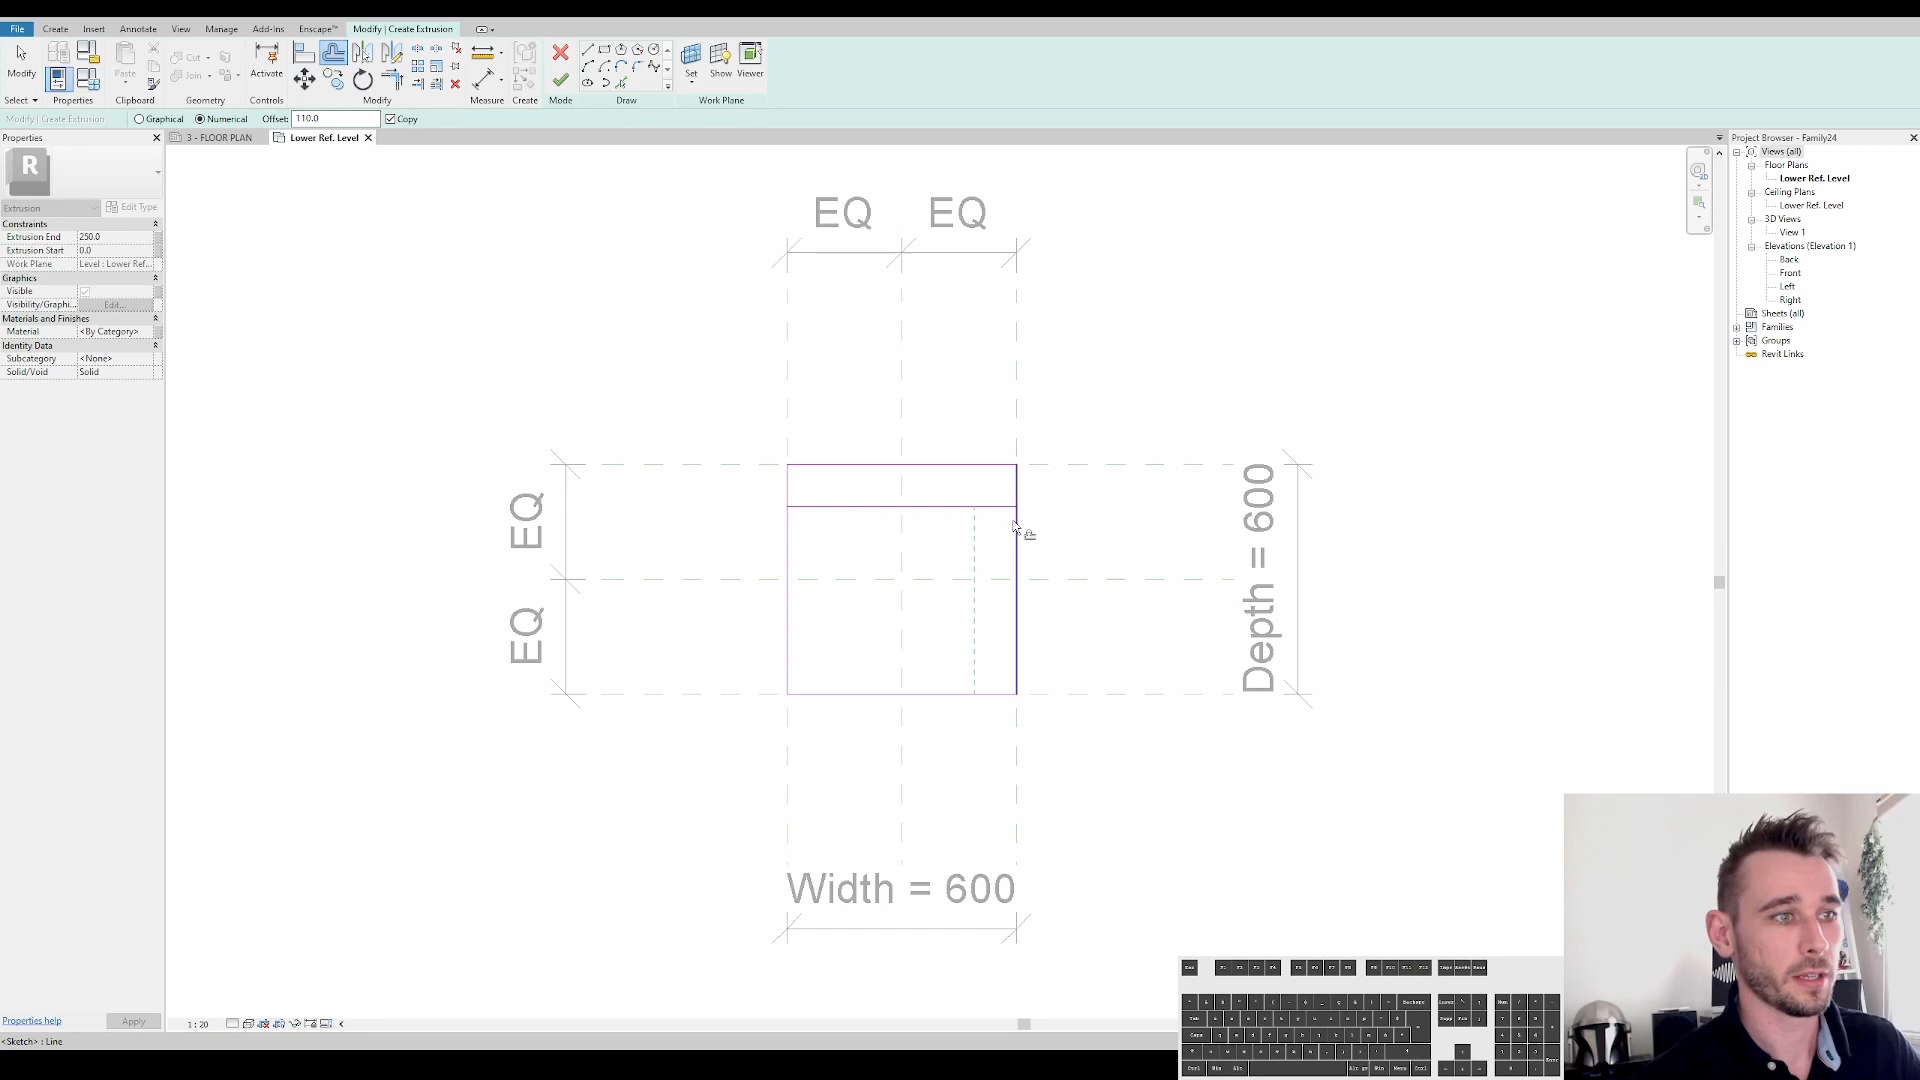 File Create Insert Annotate View Manage Add-Ins Enscape™ Modify | Create Extrusion
Modify Paste Cut Join Activate Set Show Viewer
Select Properties Clipboard Geometry Controls Modify Measure Create Mode Draw Work Plane
Modify | Create Extrusion Graphical Numerical Offset: 110.0 Copy
Properties
3 - FLOOR PLAN
Lower Ref. Level
R
Extrusion Edit Type
Constraints
Extrusion End 250.0
Extrusion Start 0.0
Work Plane Level : Lower Ref...
Graphics
Visible
Visibility/Graphi... Edit...
Materials and Finishes
Material <By Category>
Identity Data
Subcategory <None>
Solid/Void Solid
EQ EQ
EQ
EQ
Depth = 600
Width = 600
Project Browser - Family24
Views (all)
Floor Plans
Lower Ref. Level
Ceiling Plans
Lower Ref. Level
3D Views
View 1
Elevations (Elevation 1)
Back
Front
Left
Right
Sheets (all)
Families
Groups
Revit Links
Properties help Apply
1 : 20
<Sketch> : Line